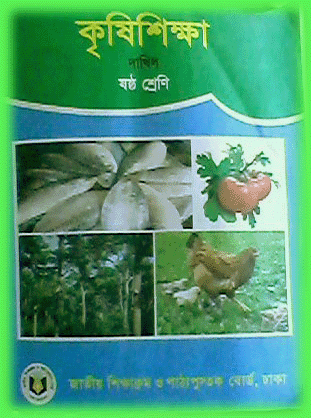 কৃষিশিক্ষা
দাখিল
ষষ্ঠ শ্রেণি
জাতীয় শিক্ষাক্রম ও পাঠ্যপুস্তক বোর্ড, ঢাকা